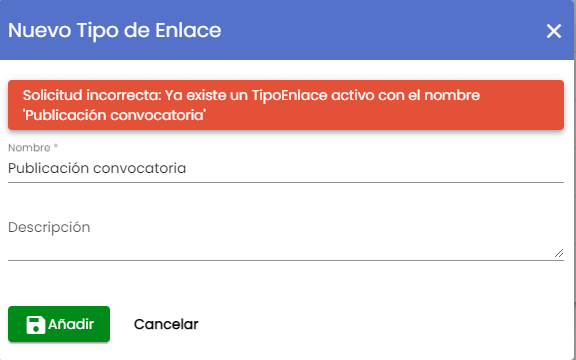 Nuevo Tipo de Enlace
Solicitud incorrecta: Ya existe un TipoEnlace activo con el nombre
'Publicación convocatoria'
Nombre *
Publicación convocatoria
Descripción
Añadir
Cancelar